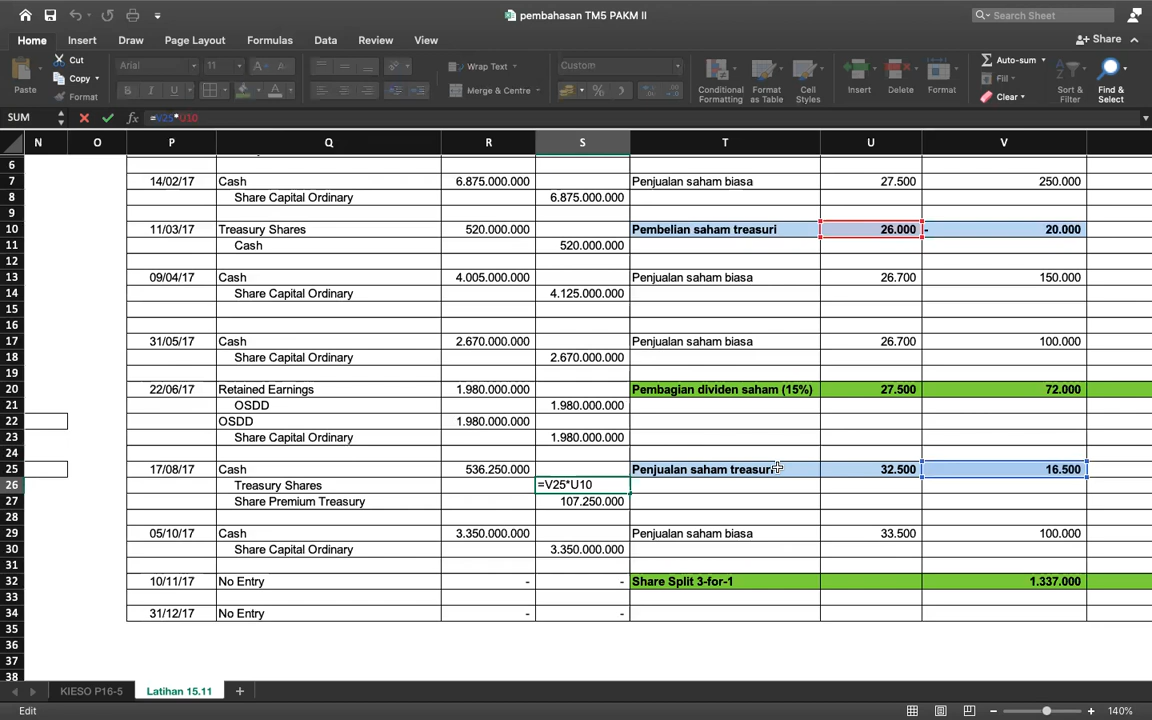 pembahasan TM5 PAKM II
Search Sheet
Home Insert Draw Page Layout Formulas Data Review View Share
Cut Arial 11 Wrap Text Custom Auto-sum
Copy Fill
Paste Format B I U Merge & Centre % Conditional Formatting Format as Table Cell Styles Insert Delete Format Clear Sort & Filter Find & Select
SUM fx =V25*U10
N O P Q R S T U V
6
7 14/02/17 Cash 6.875.000.000 Penjualan saham biasa 27.500 250.000
8 Share Capital Ordinary 6.875.000.000
9
10 11/03/17 Treasury Shares 520.000.000 Pembelian saham treasuri 26.000 - 20.000
11 Cash 520.000.000
12
13 09/04/17 Cash 4.005.000.000 Penjualan saham biasa 26.700 150.000
14 Share Capital Ordinary 4.125.000.000
15
16
17 31/05/17 Cash 2.670.000.000 Penjualan saham biasa 26.700 100.000
18 Share Capital Ordinary 2.670.000.000
19
20 22/06/17 Retained Earnings 1.980.000.000 Pembagian dividen saham (15%) 27.500 72.000
21 OSDD 1.980.000.000
22 OSDD 1.980.000.000
23 Share Capital Ordinary 1.980.000.000
24
25 17/08/17 Cash 536.250.000 Penjualan saham treasuri 32.500 16.500
26 Treasury Shares =V25*U10
27 Share Premium Treasury 107.250.000
28
29 05/10/17 Cash 3.350.000.000 Penjualan saham biasa 33.500 100.000
30 Share Capital Ordinary 3.350.000.000
31
32 10/11/17 No Entry - - Share Split 3-for-1 1.337.000
33
34 31/12/17 No Entry - -
35
36
37
38
KIESO P16-5 Latihan 15.11 +
Edit 140%